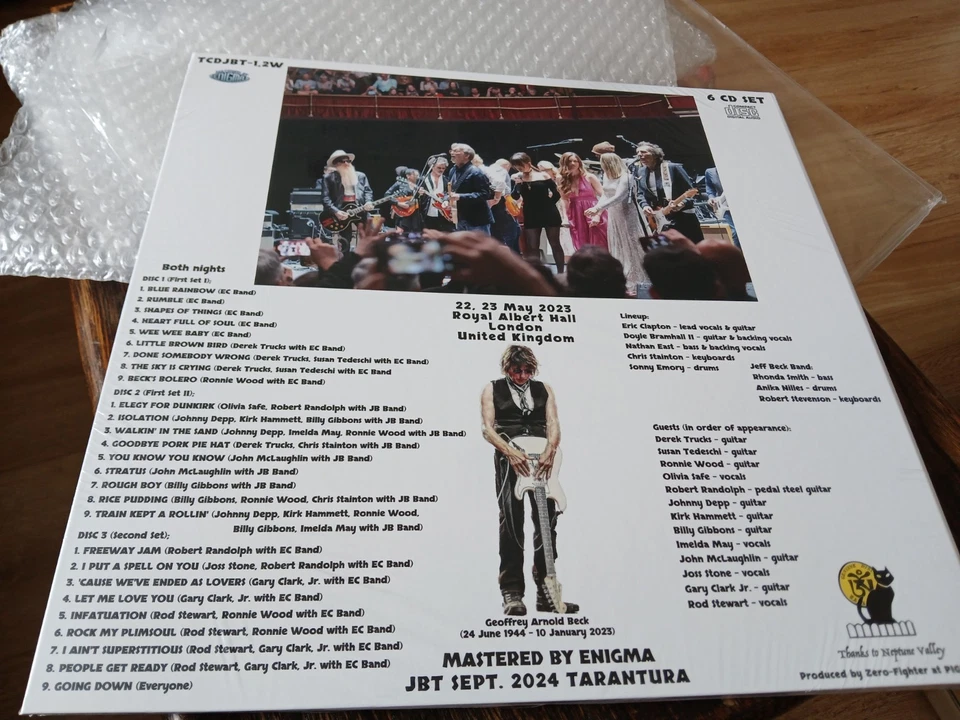 TCDJBT-1,2W
ENIGMA
6 CD SET
COMPACT
disc
DIGITAL AUDIO
Both nights
DISC 1 (First Set I);
1. BLUE RAINBOW (EC Band)
2. RUMBLE (EC Band)
3. SHAPES OF THINGS (EC Band)
4. HEART FULL OF SOUL (EC Band)
5. WEE WEE BABY (EC Band)
6. LITTLE BROWN BIRD (Derek Trucks with EC Band)
7. DONE SOMEBODY WRONG (Derek Trucks, Susan Tedeschi with EC Band)
8. THE SKY IS CRYING (Derek Trucks, Susan Tedeschi with EC Band
9. BECK'S BOLERO (Ronnie Wood with EC Band)
DISC 2 (First Set II);
1. ELEGY FOR DUNKIRK (Olivia Safe, Robert Randolph with JB Band)
2. ISOLATION (Johnny Depp, Kirk Hammett, Billy Gibbons with EC Band)
3. WALKIN' IN THE SAND (Johnny Depp, Imelda May, Ronnie Wood with EC Band)
4. GOODBYE PORK PIE HAT (Derek Trucks, Chris Stainton with JB Band)
5. YOU KNOW YOU KNOW (John McLaughlin with JB Band)
6. STRATUS (John McLaughlin with JB Band)
7. ROUGH BOY (Billy Gibbons with JB Band)
8. RICE PUDDING (Billy Gibbons, Ronnie Wood, Chris Stainton with JB Band)
9. TRAIN KEPT A ROLLIN' (Johnny Depp, Kirk Hammett, Ronnie Wood,
Billy Gibbons, Imelda May with JB Band)
DISC 3 (Second Set);
1. FREEWAY JAM (Robert Randolph with EC Band)
2. I PUT A SPELL ON YOU (Joss Stone, Robert Randolph with EC Band)
3. 'CAUSE WE'VE ENDED AS LOVERS (Gary Clark, Jr. with EC Band)
4. LET ME LOVE YOU (Gary Clark, Jr. with EC Band)
5. INFATUATION (Rod Stewart, Ronnie Wood with EC Band)
6. ROCK MY PLIMSOUL (Rod Stewart, Ronnie Wood with EC Band)
7. I AIN'T SUPERSTITIOUS (Rod Stewart, Gary Clark, Jr. with EC Band)
8. PEOPLE GET READY (Rod Stewart, Gary Clark, Jr. with EC Band)
9. GOING DOWN (Everyone)
22, 23 May 2023
Royal Albert Hall
London
United Kingdom
Geoffrey Arnold Beck
(24 June 1944 - 10 January 2023)
MASTERED BY ENIGMA
JBT SEPT. 2024 TARANTURA
Lineup:
Eric Clapton - lead vocals & guitar
Doyle Bramhall II - guitar & backing vocals
Nathan East - bass & backing vocals
Chris Stainton - keyboards
Sonny Emory - drums
Jeff Beck Band:
Rhonda Smith - bass
Anika Nilles - drums
Robert Stevenson - keyboards
Guests (in order of appearance):
Derek Trucks - guitar
Susan Tedeschi - guitar
Ronnie Wood - guitar
Olivia Safe - vocals
Robert Randolph - pedal steel guitar
Johnny Depp - guitar
Kirk Hammett - guitar
Billy Gibbons - guitar
Imelda May - vocals
John McLaughlin - guitar
Joss Stone - vocals
Gary Clark, Jr. - guitar
Rod Stewart - vocals
Thanks to Neptune Valley
Produced by Zero-Fighter at